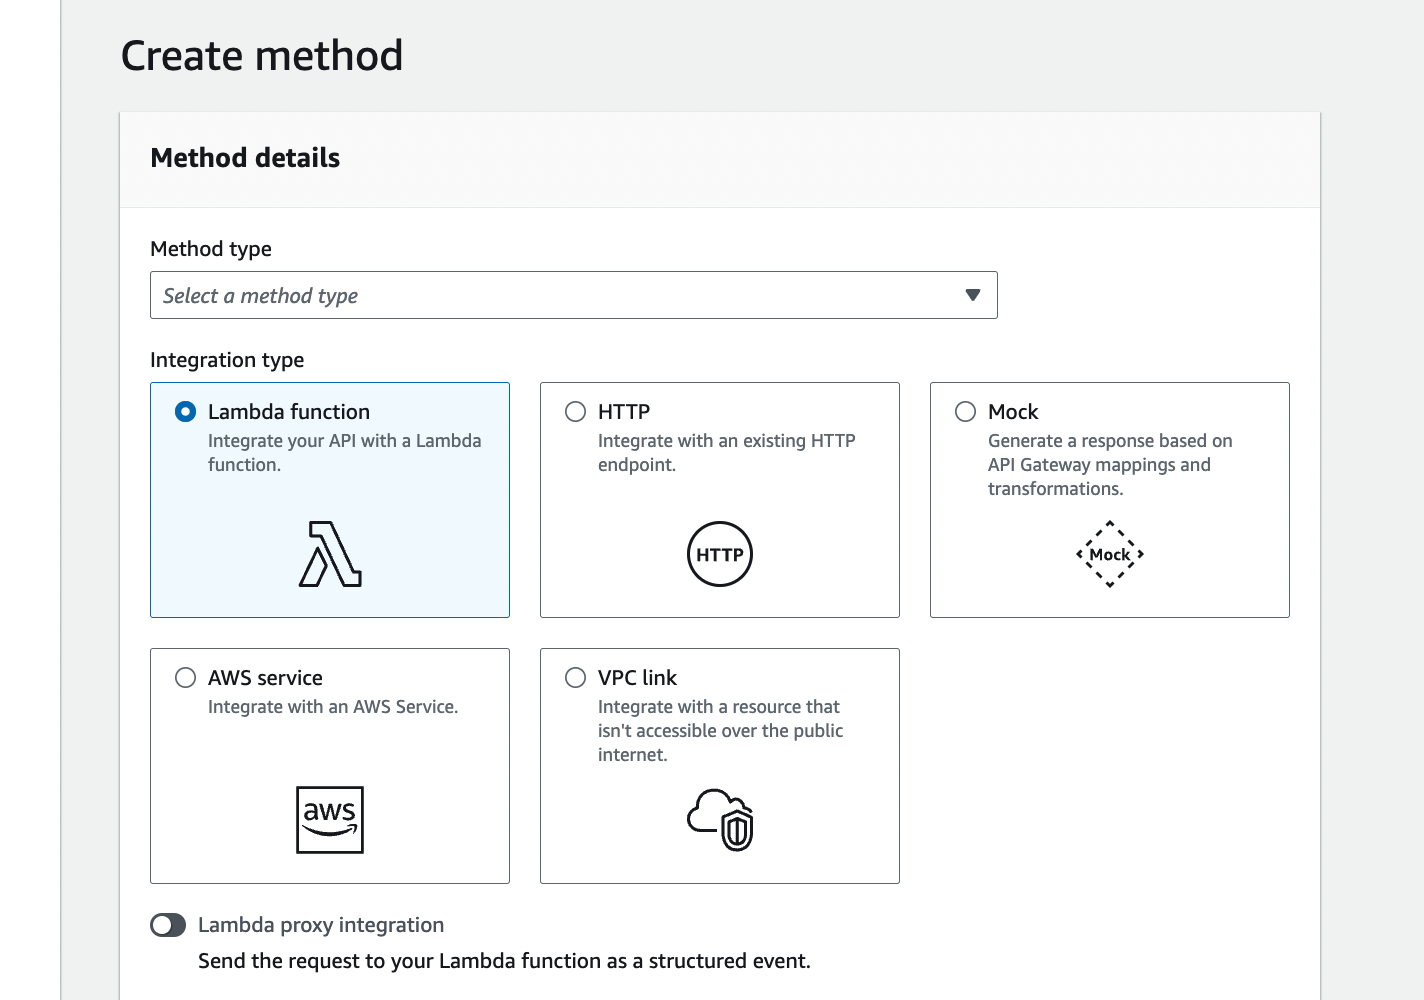 Create method
Method details
Method type
Select a method type
Integration type
Lambda function
Integrate your API with a Lambda
function.
HTTP
Integrate with an existing HTTP
endpoint.
HTTP
Mock
Generate a response based on
API Gateway mappings and
transformations.
Mock
AWS service
Integrate with an AWS Service.
aws
VPC link
Integrate with a resource that
isn't accessible over the public
internet.
Lambda proxy integration
Send the request to your Lambda function as a structured event.